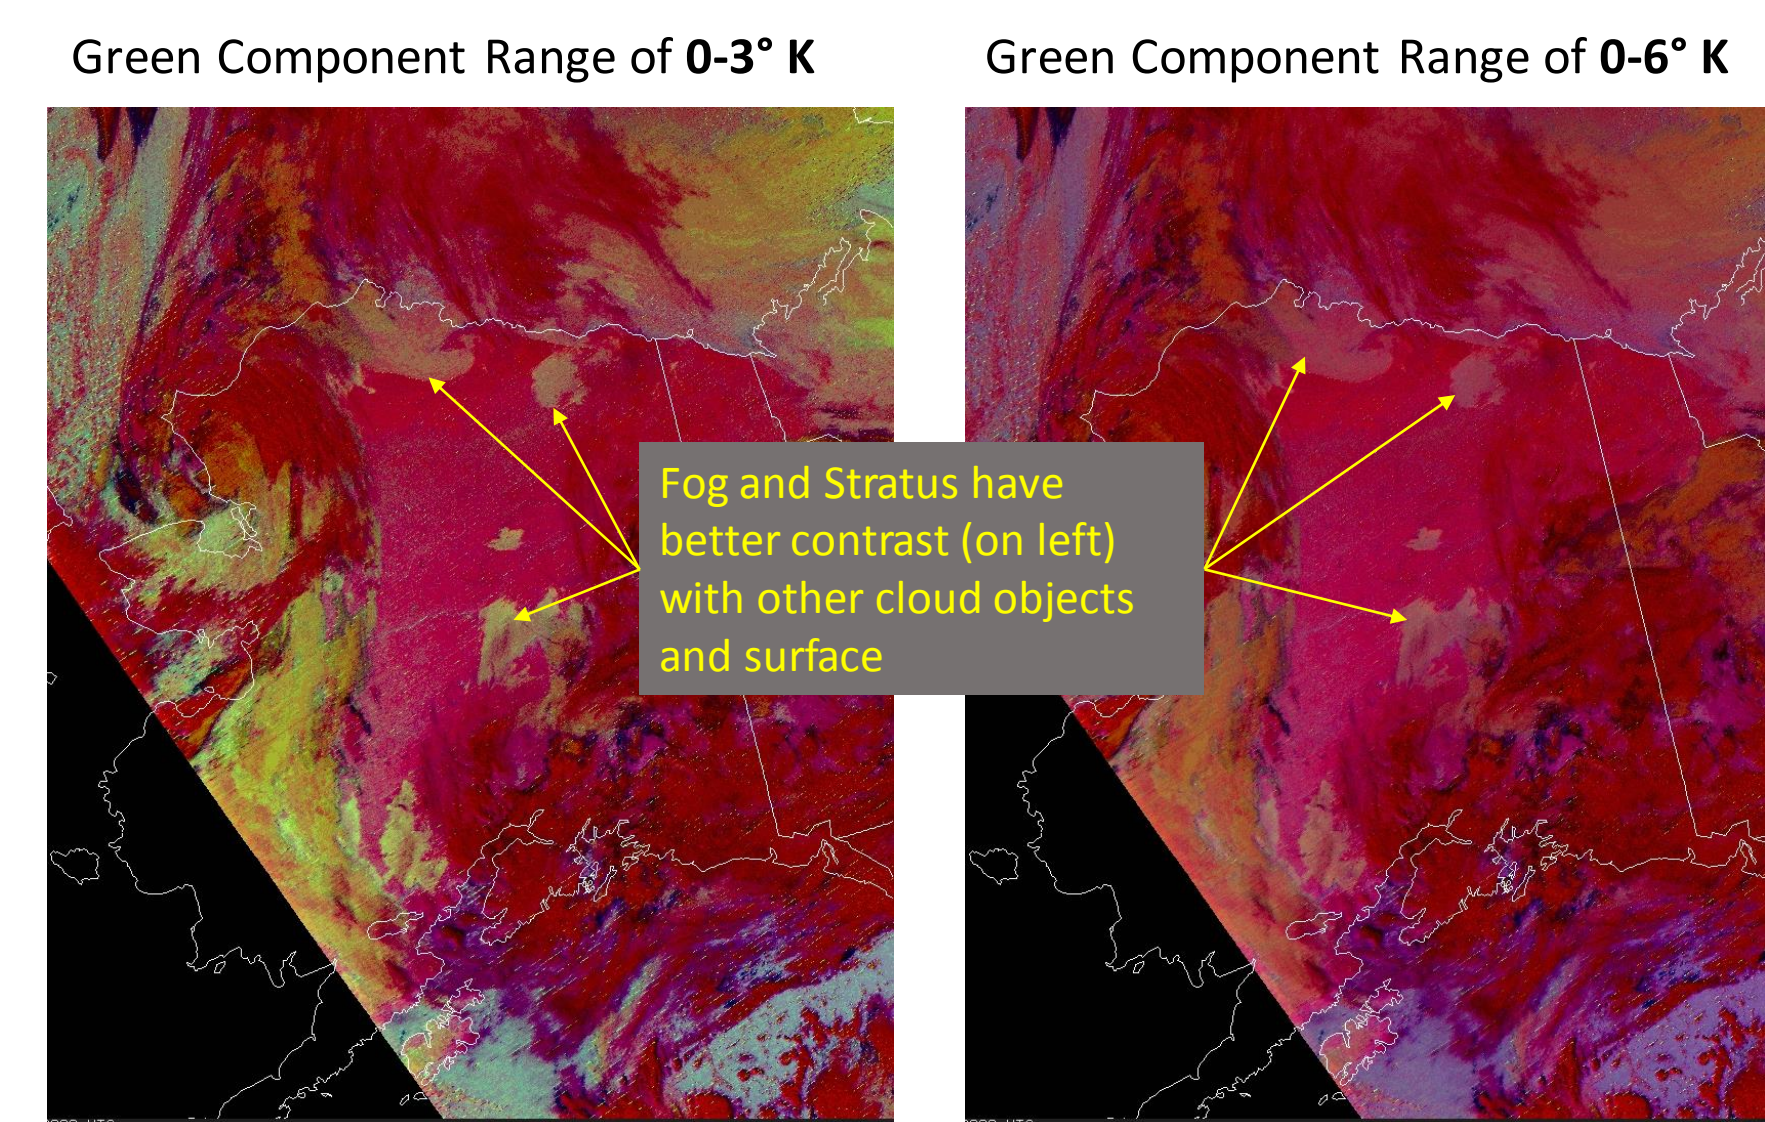 Green Component Range of 0-3° K
Green Component Range of 0-6° K
Fog and Stratus have
better contrast (on left)
with other cloud objects
and surface